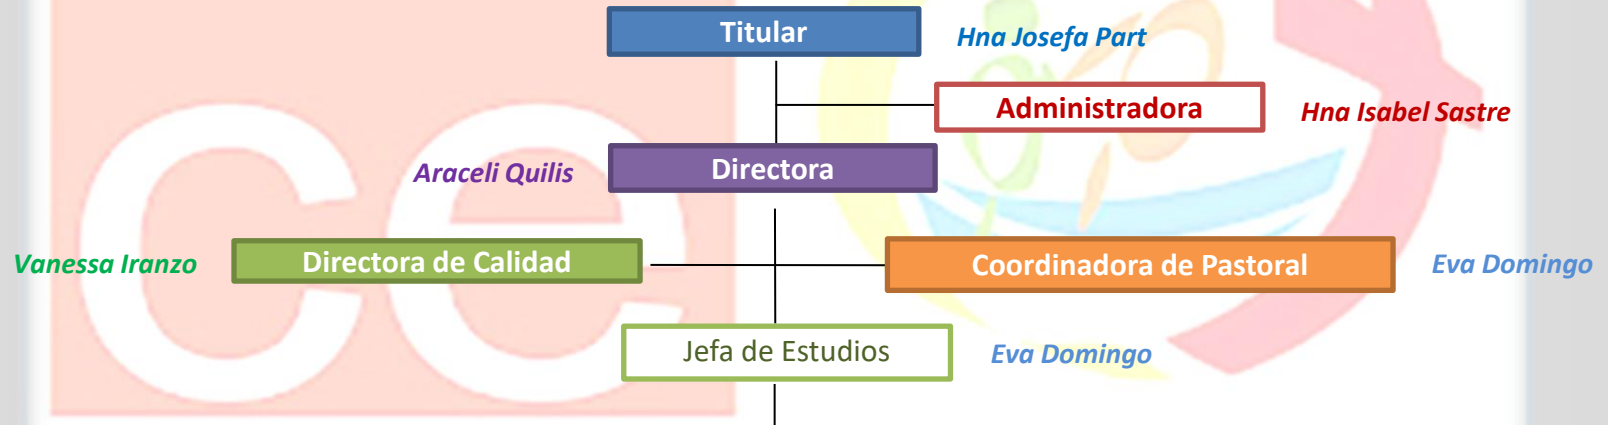 Titular
Hna Josefa Part
Administradora
Hna Isabel Sastre
Araceli Quilis
Directora
Vanessa Iranzo
Directora de Calidad
Coordinadora de Pastoral
Eva Domingo
Jefa de Estudios
Eva Domingo
ce